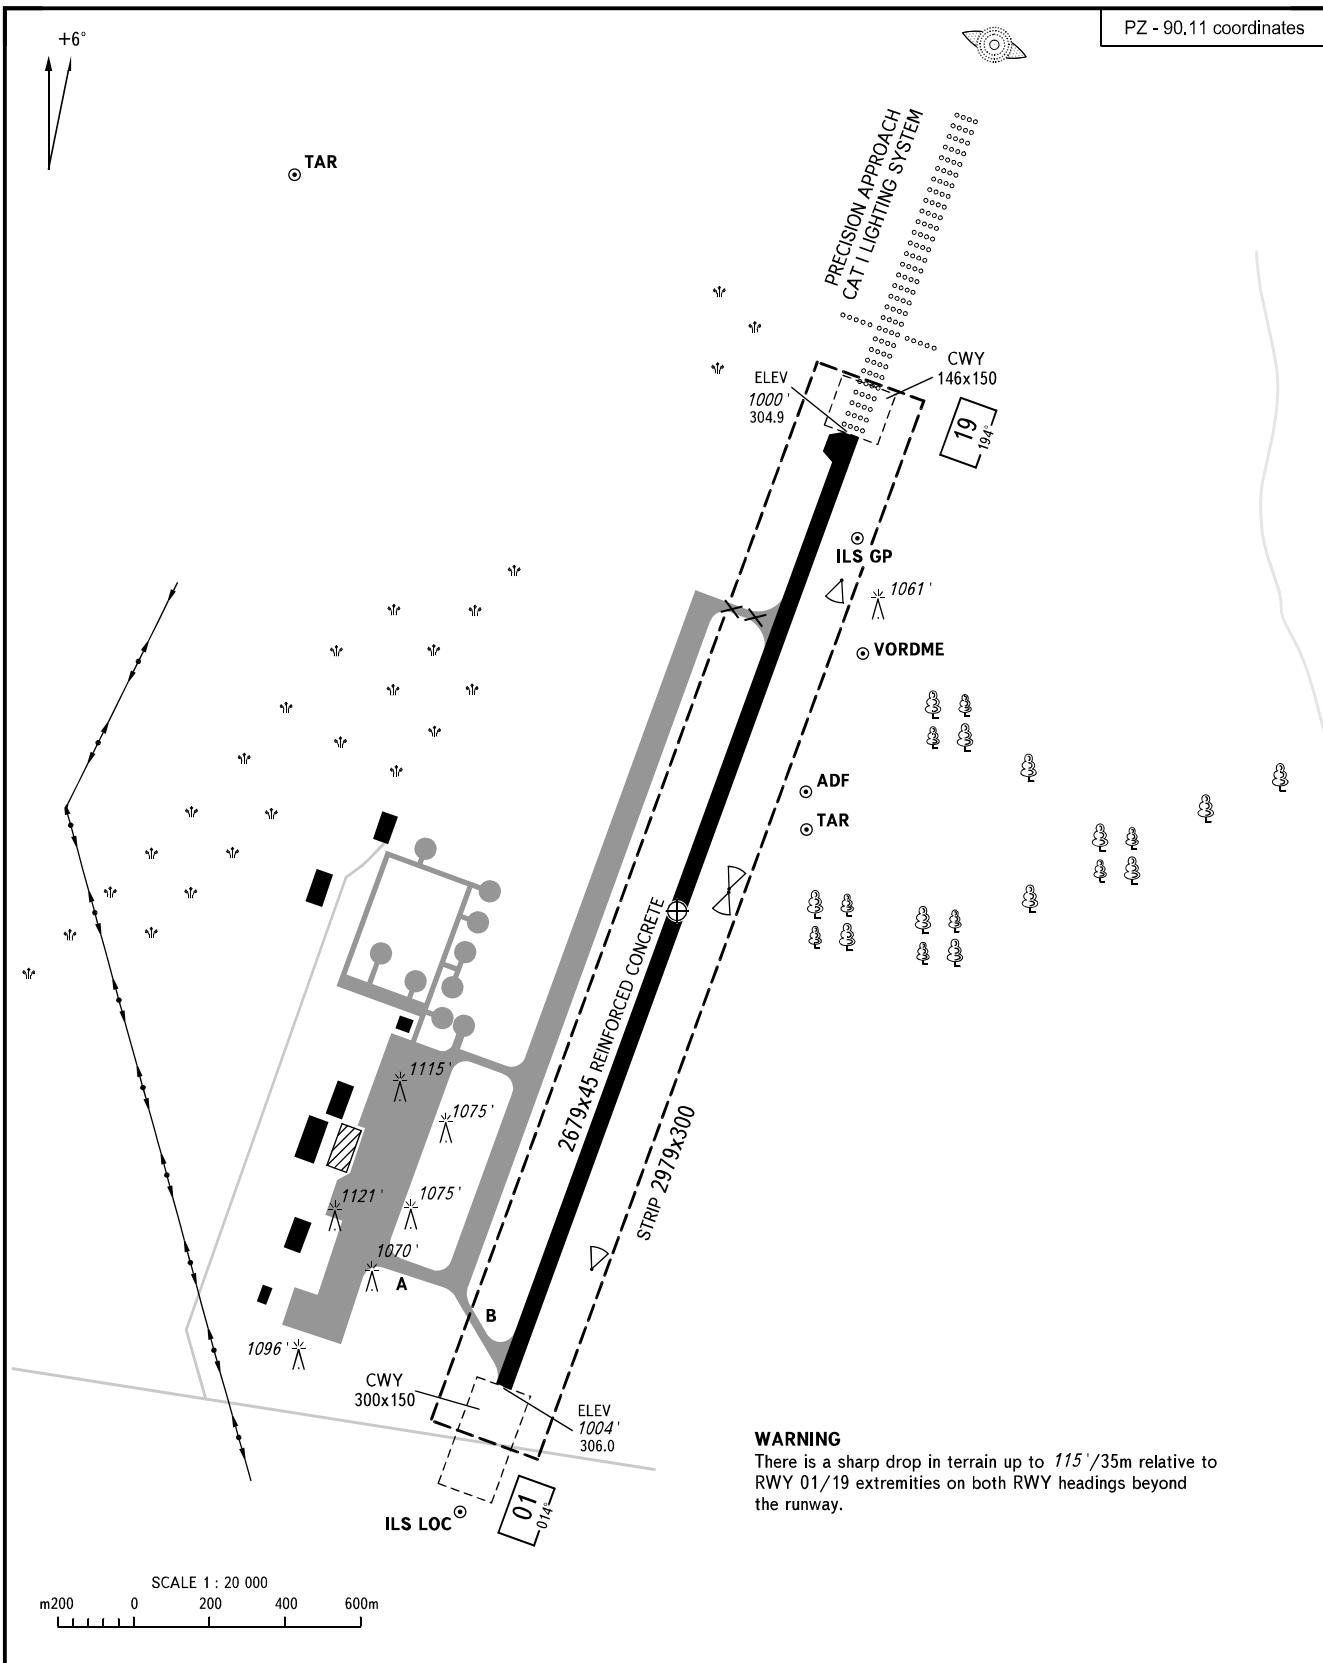 PZ - 90.11 coordinates
+6°
TAR
PRECISION APPROACH
CAT I LIGHTING SYSTEM
CWY
146x150
ELEV
1000'
304.9
19
194°
ILS GP
1061'
VORDME
ADF
TAR
2679x45 REINFORCED CONCRETE
STRIP 2979x300
1115'
1075'
1121'
1075'
1070'
A
B
1096'
CWY
300x150
ELEV
1004'
306.0
01
014°
ILS LOC
WARNING
There is a sharp drop in terrain up to 115'/35m relative to
RWY 01/19 extremities on both RWY headings beyond
the runway.
SCALE 1 : 20 000
m200 0 200 400 600m